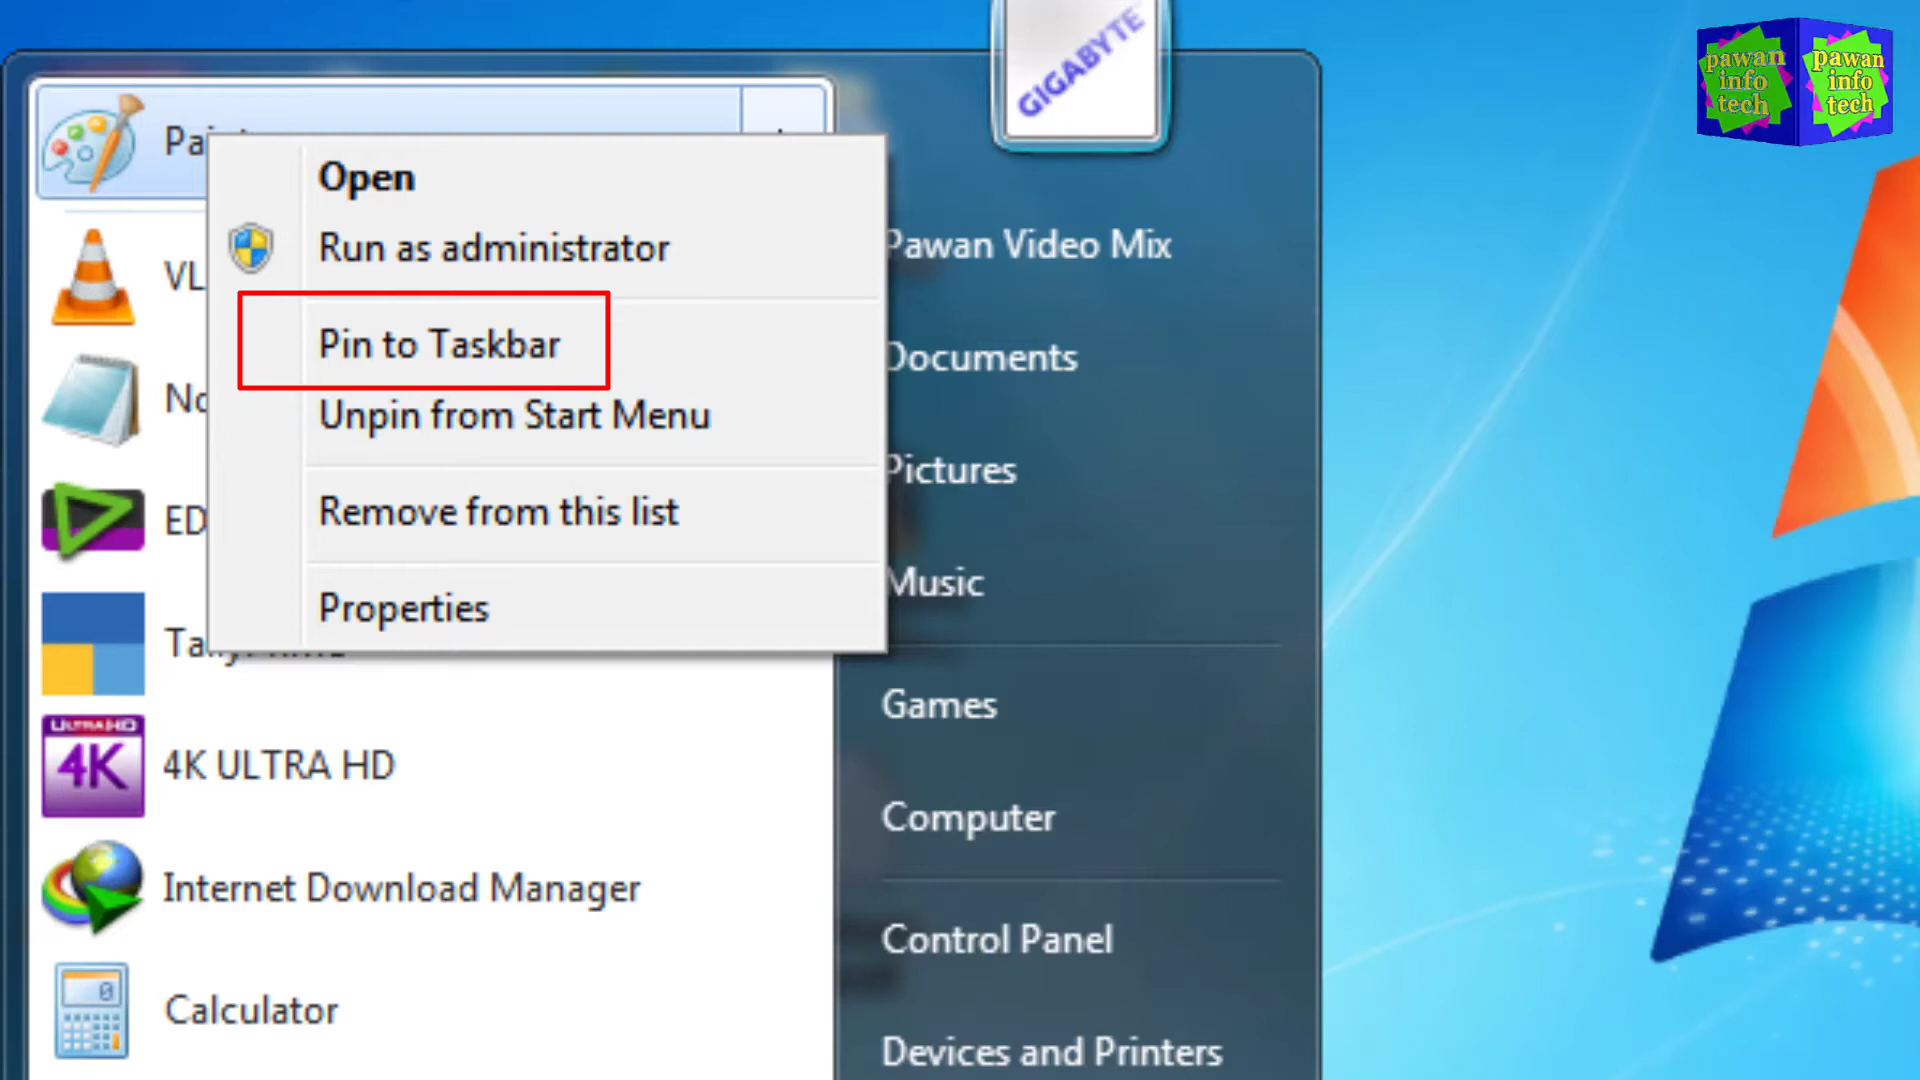 GIGABYTE
pawan
info
tech
pawan
info
tech
Open
Run as administrator
Pin to Taskbar
Unpin from Start Menu
Remove from this list
Properties
ULTRAHD
4K
4K ULTRA HD
Internet Download Manager
0
Calculator
Pawan Video Mix
Documents
Pictures
Music
Games
Computer
Control Panel
Devices and Printers